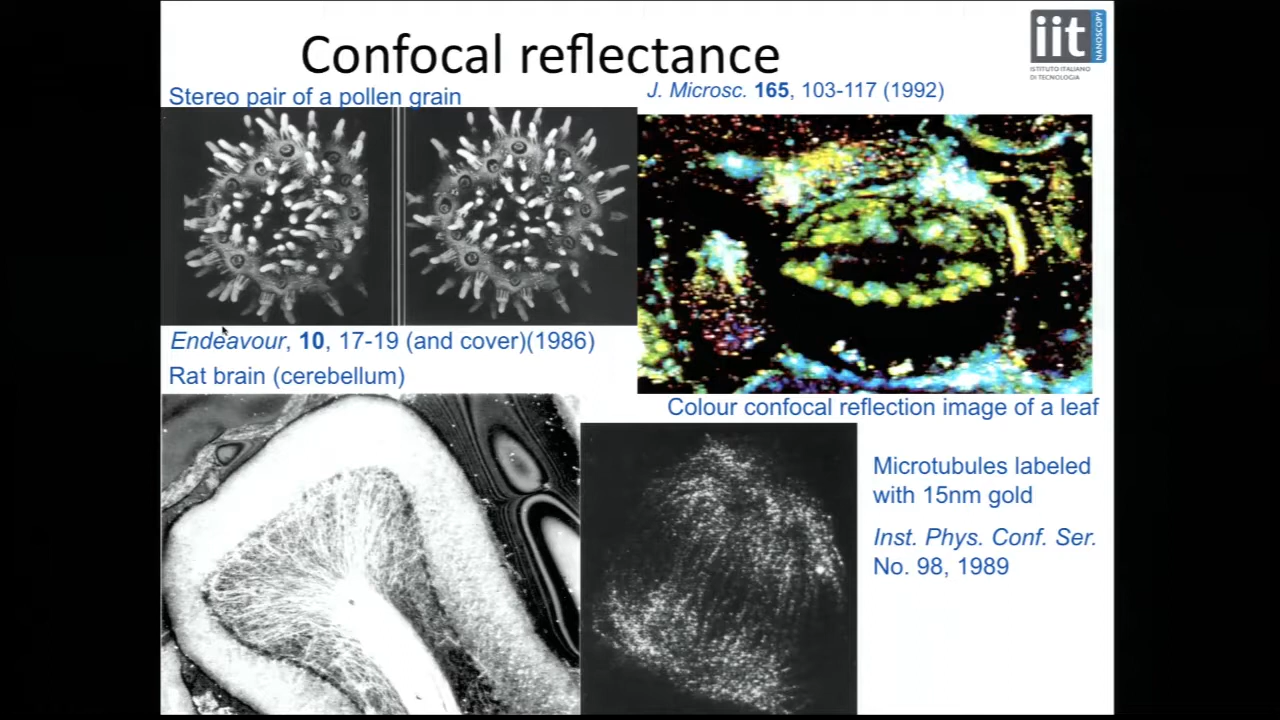 Confocal reflectance
iit
NANOSCOPY
ISTITUTO ITALIANO
DI TECNOLOGIA
Stereo pair of a pollen grain
J. Microsc. 165, 103-117 (1992)
Endeavour, 10, 17-19 (and cover)(1986)
Rat brain (cerebellum)
Colour confocal reflection image of a leaf
Microtubules labeled
with 15nm gold
Inst. Phys. Conf. Ser.
No. 98, 1989